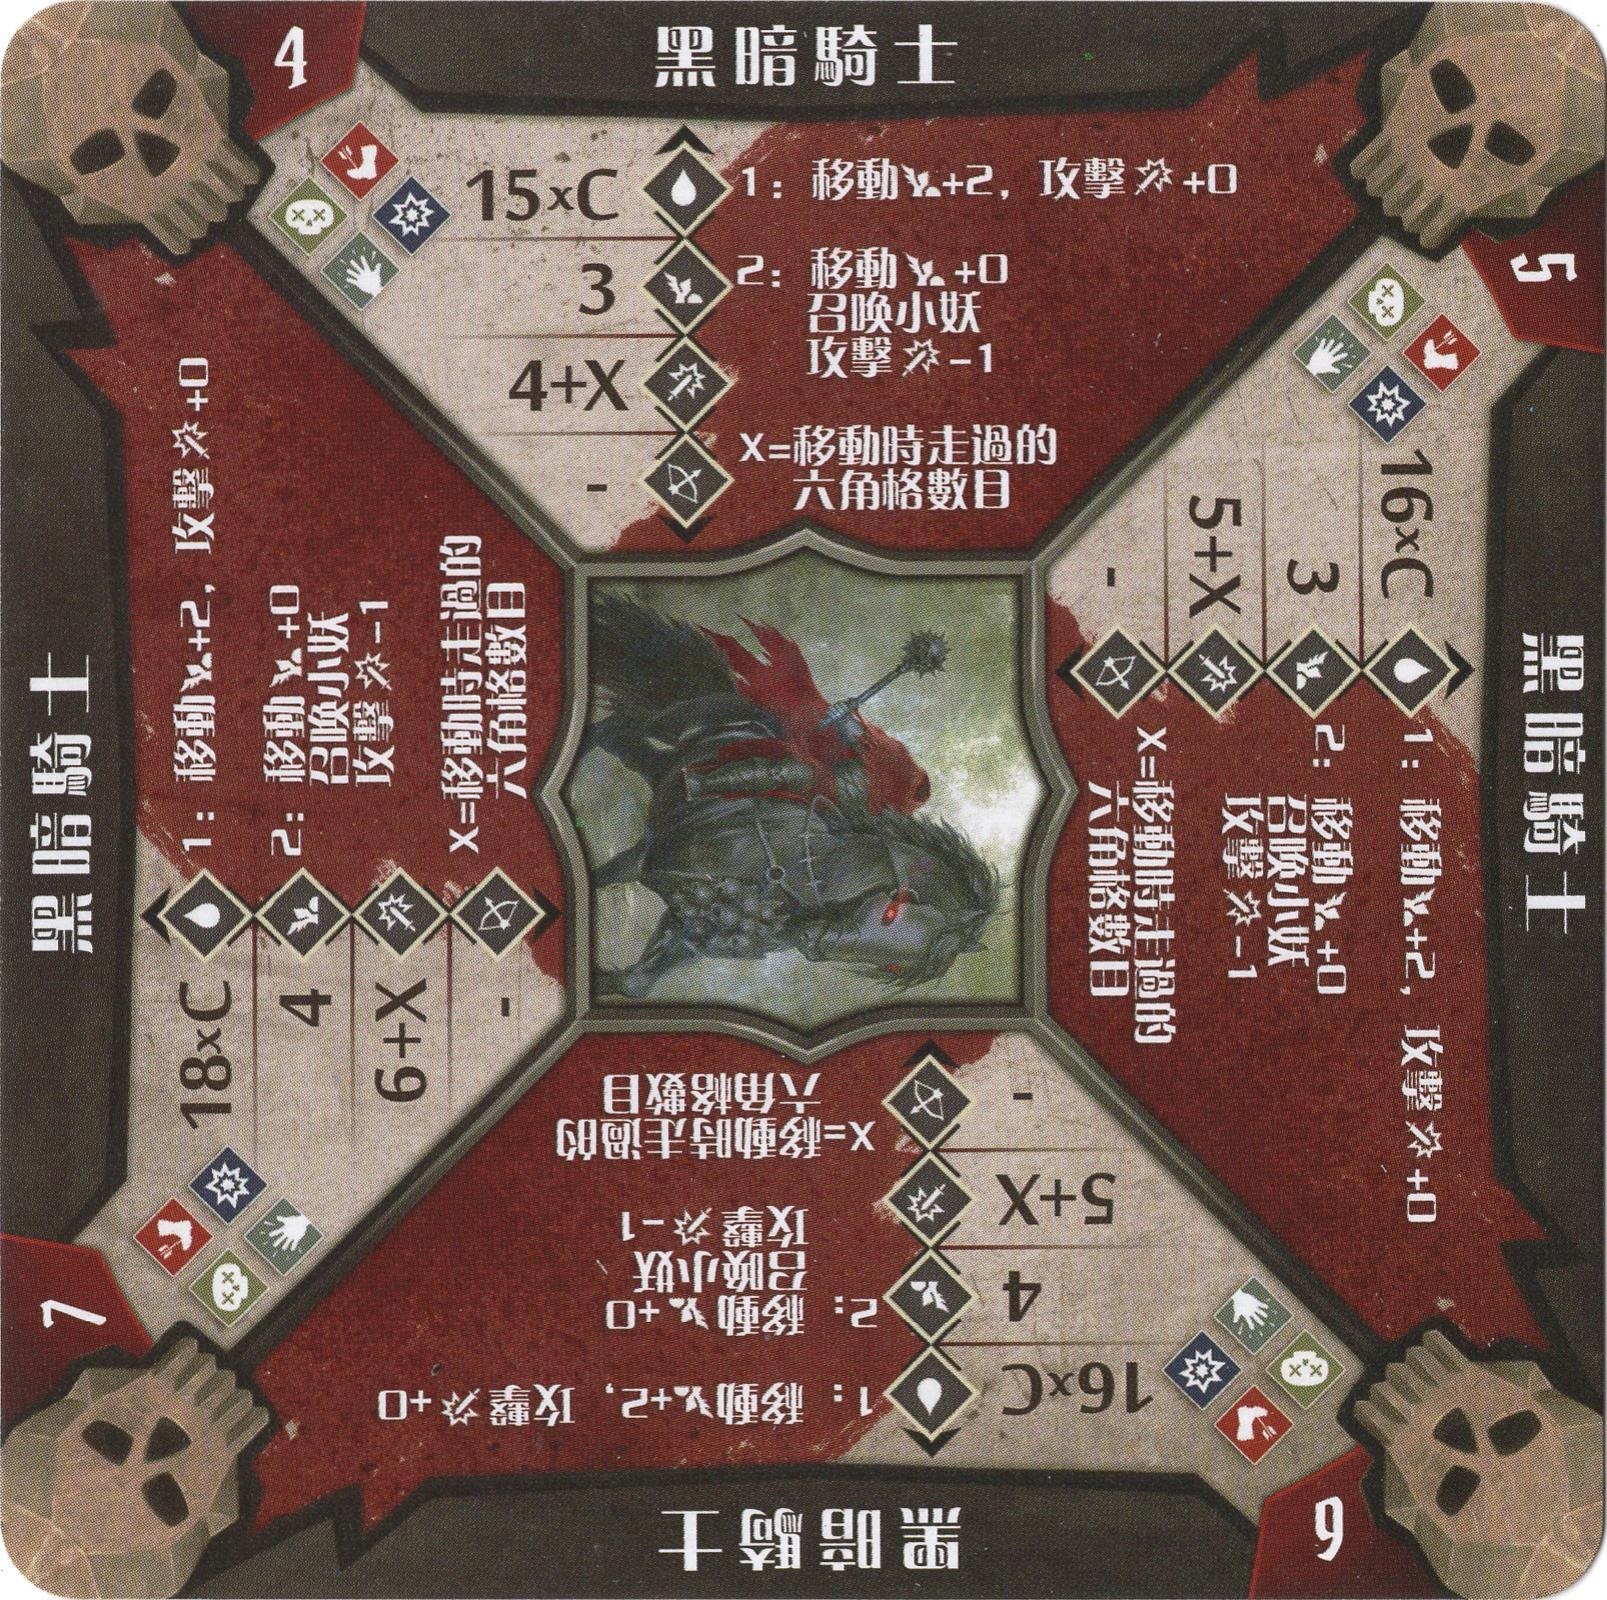 4
黑暗騎士
15xC
3
4+X
-
1: 移動+2, 攻擊+0
2: 移動+0
召喚小妖
攻擊-1
X=移動時走過的
六角格數目
5
黑暗騎士
16xC
3
5+X
-
1: 移動+2, 攻擊+0
2: 移動+0
召喚小妖
攻擊-1
X=移動時走過的
六角格數目
6
黑暗騎士
16xC
4
5+X
-
1: 移動+2, 攻擊+0
2: 移動+0
召喚小妖
攻擊-1
X=移動時走過的
六角格數目
7
黑暗騎士
18xC
4
6+X
-
1: 移動+2, 攻擊+0
2: 移動+0
召喚小妖
攻擊-1
X=移動時走過的
六角格數目